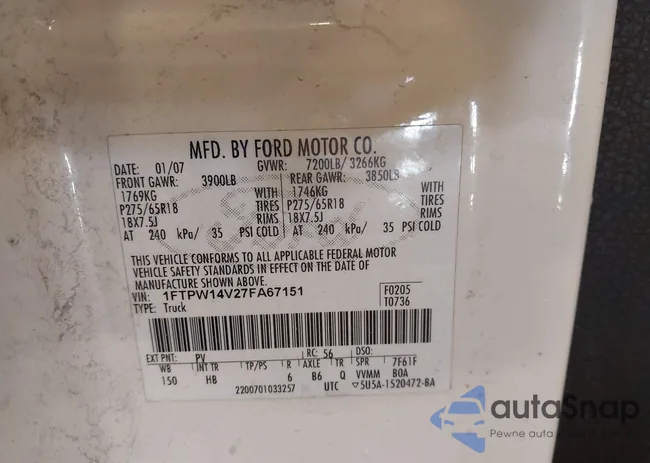 MFD. BY FORD MOTOR CO.
DATE: 01/07 GVWR: 7200LB/ 3266KG
FRONT GAWR: 3900LB REAR GAWR: 3850LB
1769KG WITH 1746KG WITH
P275/65R18 TIRES P275/65R18 TIRES
18X7.5J RIMS 18X7.5J RIMS
AT 240 kPa/ 35 PSI COLD AT 240 kPa/ 35 PSI COLD
THIS VEHICLE CONFORMS TO ALL APPLICABLE FEDERAL MOTOR
VEHICLE SAFETY STANDARDS IN EFFECT ON THE DATE OF
MANUFACTURE SHOWN ABOVE.
VIN: 1FTPW14V27FA67151 F0205
TYPE: Truck T0736
EXT PNT: PV RC: 56 DSO:
WB INT TR TP/PS R AXLE TR SPR 7F61F
150 HB 6 B6 Q VVMM BOA
2200701033257 UTC 5U5A-1520472-BA
autoSnap
Pewne auto